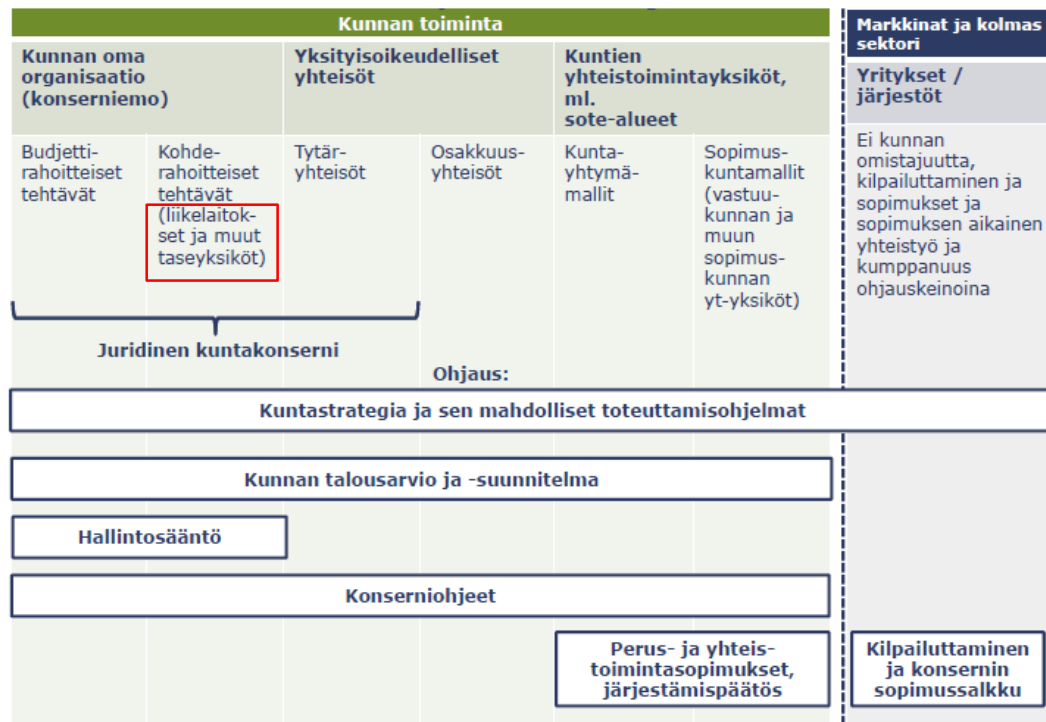 Kunnan toiminta
Markkinat ja kolmas
sektori
Kunnan oma
organisaatio
(konserniemo)
Yksityisoikeudelliset
yhteisöt
Kuntien
yhteistoimintayksiköt,
ml.
sote-alueet
Yritykset /
järjestöt
Budjetti-
rahoitteiset
tehtävät
Kohde-
rahoitteiset
tehtävät
(liikelaitok-
set ja muut
taseyksiköt)
Tytär-
yhteisöt
Osakkuus-
yhteisöt
Kunta-
yhtymä-
mallit
Sopimus-
kuntamallit
(vastuu-
kunnan ja
muun
sopimus-
kunnan
yt-yksiköt)
Ei kunnan
omistajuutta,
kilpailuttaminen ja
sopimukset ja
sopimuksen aikainen
yhteistyö ja
kumppanuus
ohjauskeinoina
Juridinen kuntakonserni
Ohjaus:
Kuntastrategia ja sen mahdolliset toteuttamisohjelmat
Kunnan talousarvio ja -suunnitelma
Hallintosääntö
Konserniohjeet
Perus- ja yhteis-
toimintasopimukset,
järjestämispäätös
Kilpailuttaminen
ja konsernin
sopimussalkku